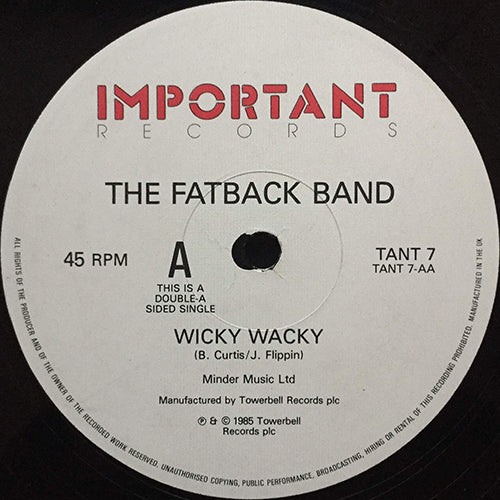 IMPORTANT
RECORDS
THE FATBACK BAND
45 RPM
A
THIS IS A
DOUBLE-A
SIDED SINGLE
TANT 7
TANT 7-AA
WICKY WACKY
(B. Curtis/J. Flippin)
Minder Music Ltd
Manufactured by Towerbell Records plc
℗ & © 1985 Towerbell
Records plc
ALL RIGHTS OF THE PRODUCER AND OF THE OWNER OF THE RECORDED WORK RESERVED. UNAUTHORISED COPYING, PUBLIC PERFORMANCE, BROADCASTING, HIRING OR RENTAL OF THIS RECORDING PROHIBITED. MANUFACTURED IN THE UK